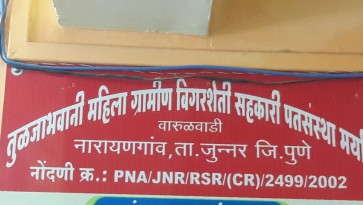 तुळजाभवानी महिला ग्रामीण बिगरशेती सहकारी पतसंस्था मर्या
वारुळवाडी
नारायणगांव,ता.जुन्नर जि.पुणे
नोंदणी क्र.: PNA/JNR/RSR/(CR)/2499/2002